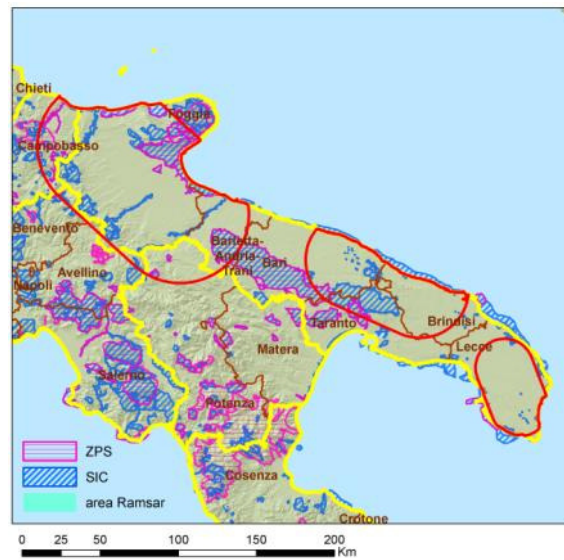 Chieti
Foggia
Campobasso
Benevento
Barletta-
Andria-
Trani
Bari
Avellino
Napoli
Taranto
Brindisi
Lecce
Matera
Salerno
Potenza
Cosenza
Crotone
ZPS
SIC
area Ramsar
0 25 50 100 150 200
Km